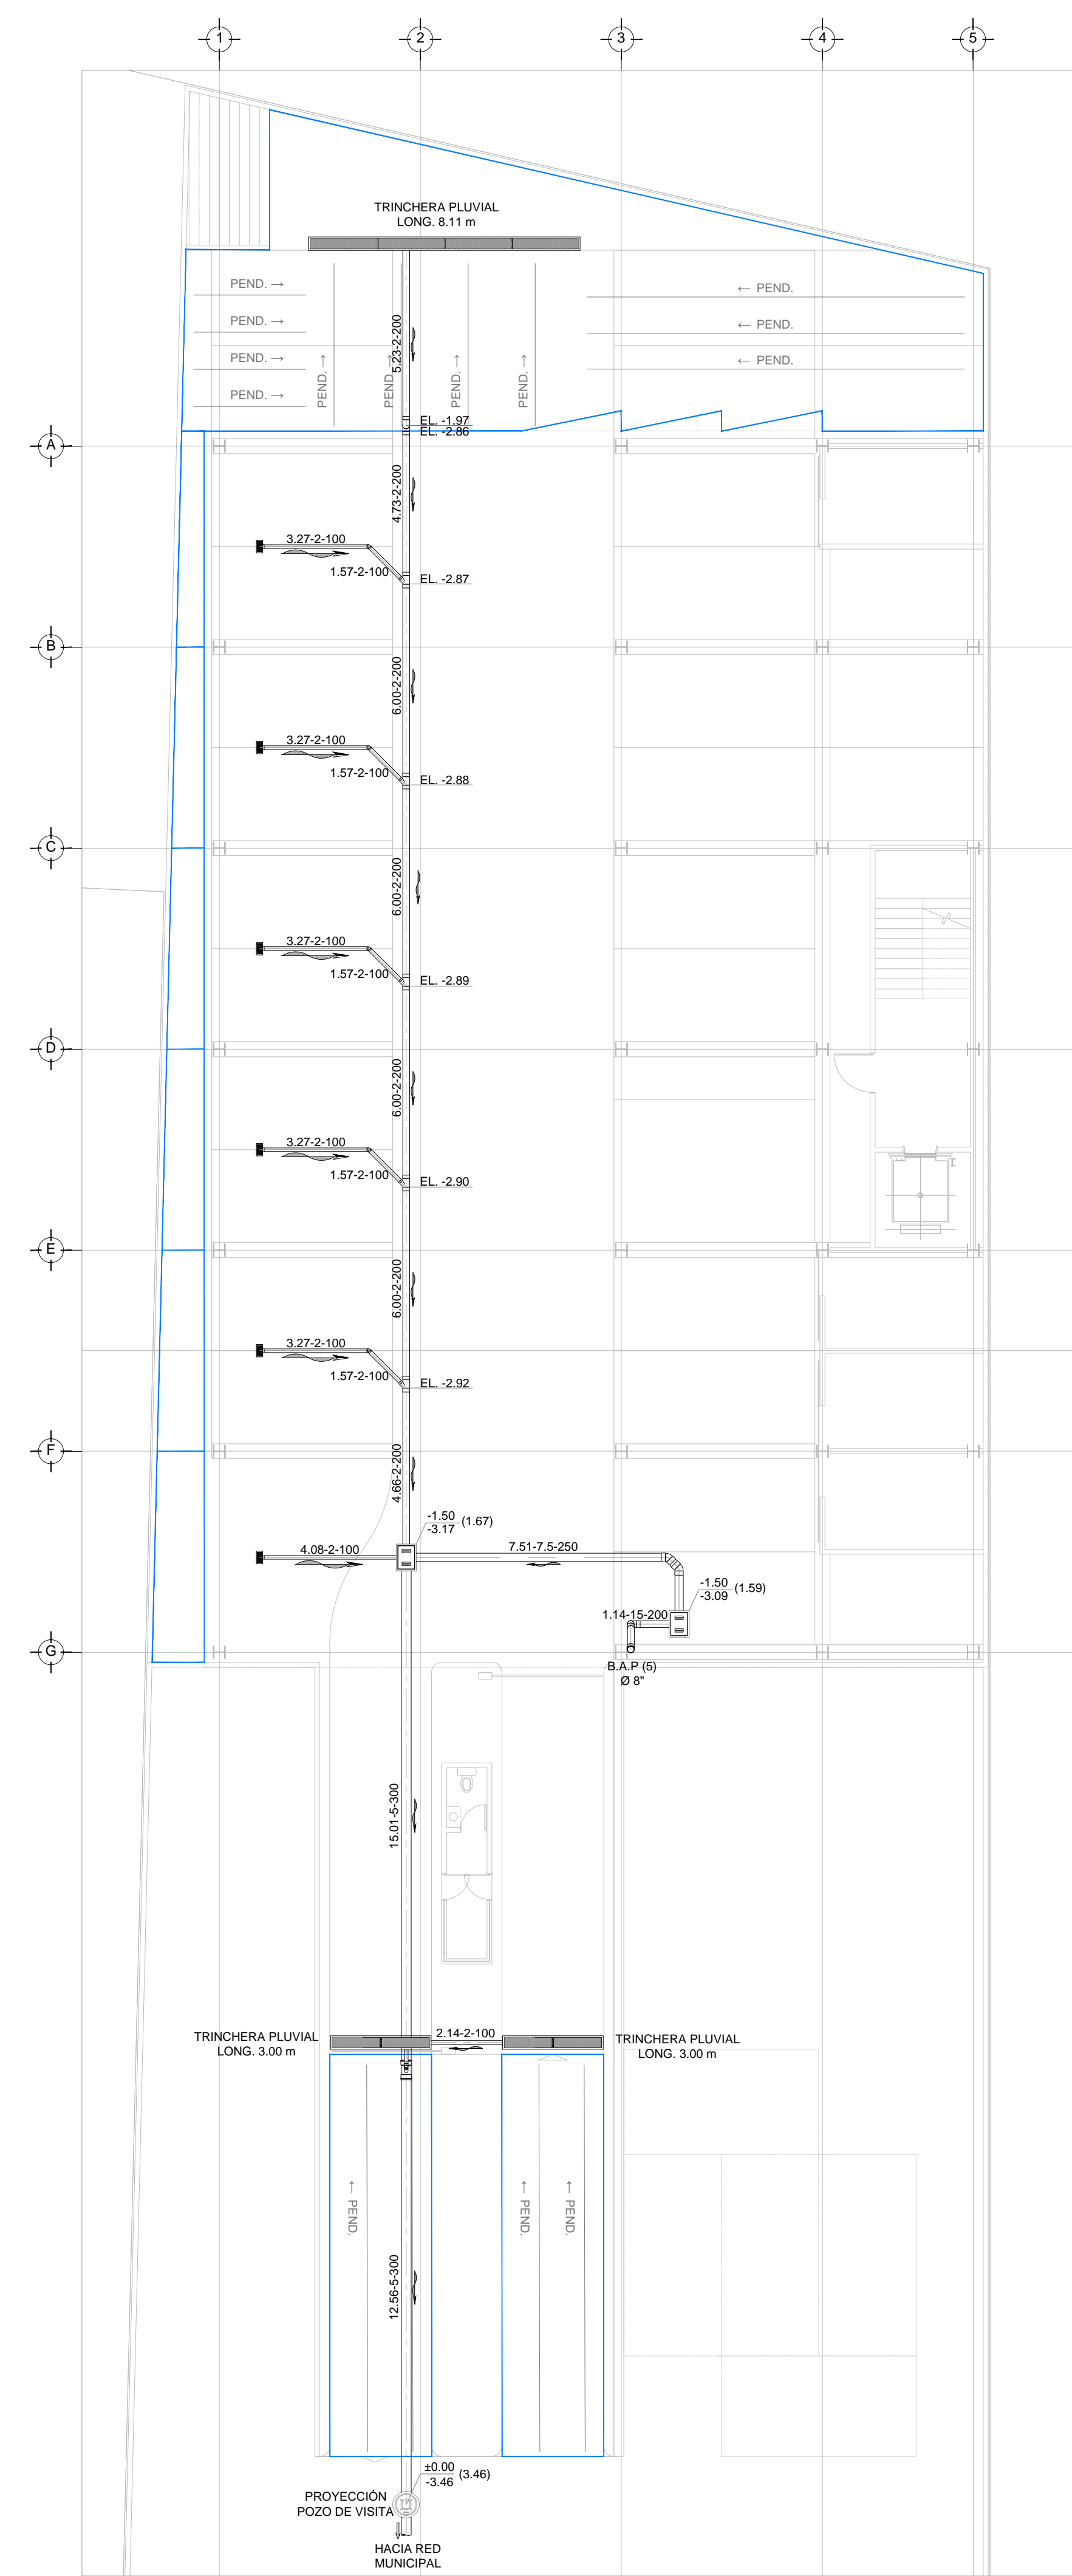 1
2
3
4
5
TRINCHERA PLUVIAL
LONG. 8.11 m
PEND. →
← PEND.
PEND. →
← PEND.
PEND. →
← PEND.
PEND. →
PEND. →
PEND. →
PEND. →
PEND. →
5.23-2-200
EL. -1.97
EL. -2.86
A
4.73-2-200
3.27-2-100
1.57-2-100
EL. -2.87
B
6.00-2-200
3.27-2-100
1.57-2-100
EL. -2.88
C
6.00-2-200
3.27-2-100
1.57-2-100
EL. -2.89
D
6.00-2-200
3.27-2-100
1.57-2-100
EL. -2.90
E
6.00-2-200
3.27-2-100
1.57-2-100
EL. -2.92
F
4.66-2-200
-1.50
-3.17
(1.67)
4.08-2-100
7.51-7.5-250
-1.50
-3.09
(1.59)
1.14-15-200
G
B.A.P (5)
Ø 8"
15.01-5-300
TRINCHERA PLUVIAL
LONG. 3.00 m
2.14-2-100
TRINCHERA PLUVIAL
LONG. 3.00 m
← PEND.
← PEND.
← PEND.
12.56-5-300
±0.00
-3.46
(3.46)
PROYECCIÓN
POZO DE VISITA
HACIA RED
MUNICIPAL